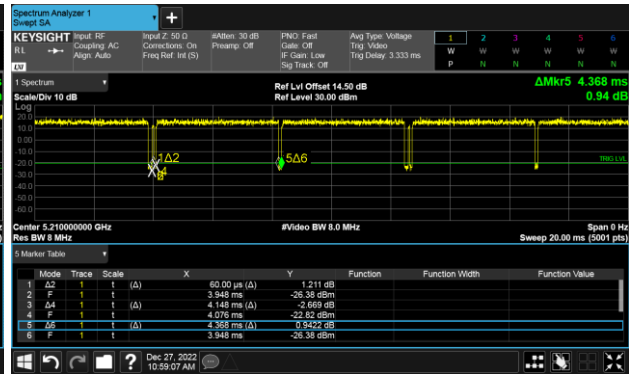 Spectrum Analyzer 1
Swept SA
+
KEYSIGHT Input: RF Input Z: 50 Ω #Atten: 30 dB PNO: Fast Avg Type: Voltage 1 2 3 4 5 6
R L Coupling: AC Corrections: On Preamp: Off Gate: Off Trig: Video W W W W W W
Align: Auto Freq Ref: Int (S) IF Gain: Low Trig Delay: 3.333 ms P N N N N N
LXI Sig Track: Off
1 Spectrum Ref Lvl Offset 14.50 dB ΔMkr5 4.368 ms
Scale/Div 10 dB Ref Level 30.00 dBm 0.94 dB
Log
20.0
10.0
0.00
-10.0
1Δ2 5Δ6
-20.0 TRIG LVL
-30.0
-40.0
-50.0
-60.0
Center 5.210000000 GHz #Video BW 8.0 MHz Span 0 Hz
Res BW 8 MHz Sweep 20.00 ms (5001 pts)
5 Marker Table
Mode Trace Scale X Y Function Function Width Function Value
1 Δ2 1 t (Δ) 60.00 µs (Δ) 1.211 dB
2 F 1 t 3.948 ms -26.38 dBm
3 Δ4 1 t (Δ) 4.148 ms (Δ) -2.669 dB
4 F 1 t 4.076 ms -22.82 dBm
5 Δ6 1 t (Δ) 4.368 ms (Δ) 0.9422 dB
6 F 1 t 3.948 ms -26.38 dBm
? Dec 27, 2022
10:59:07 AM